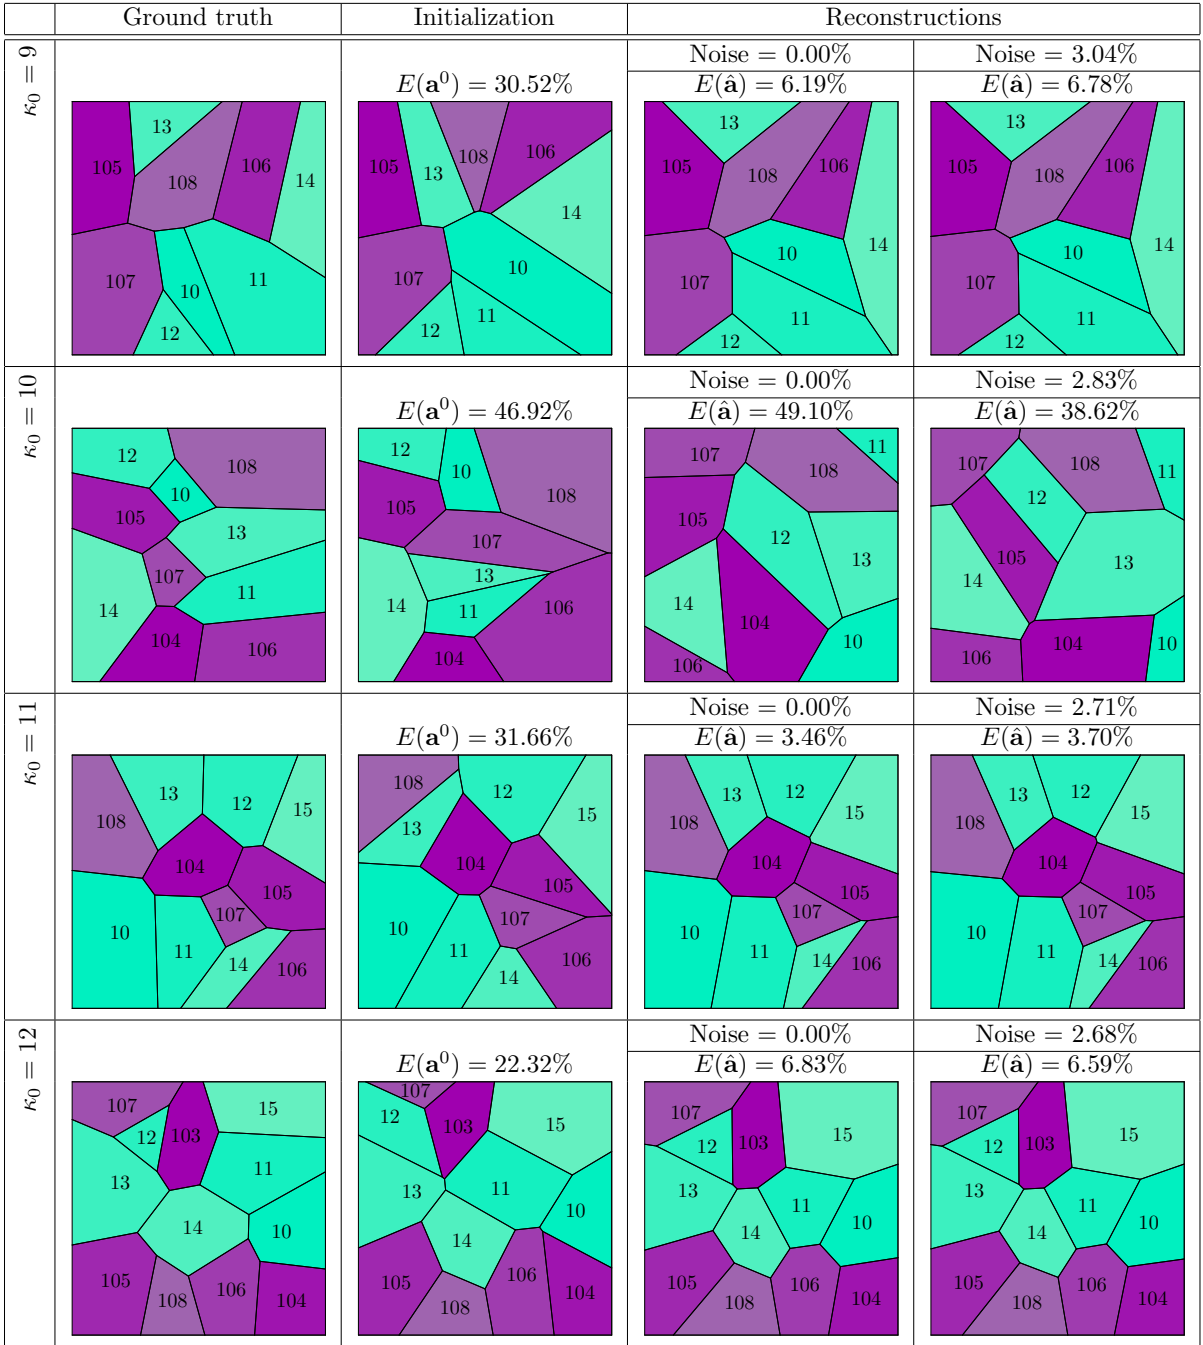 Ground truth Initialization Reconstructions
κ₀ = 9
Noise = 0.00% Noise = 3.04%
E(a⁰) = 30.52% E(â) = 6.19% E(â) = 6.78%
13 105 108 106 14 107 10 11 12
105 13 108 106 14 107 10 11 12
13 105 108 106 14 10 107 11 12
13 105 108 106 14 10 107 11 12
κ₀ = 10
Noise = 0.00% Noise = 2.83%
E(a⁰) = 46.92% E(â) = 49.10% E(â) = 38.62%
12 108 10 105 13 107 11 14 104 106
12 10 108 105 107 13 14 11 106 104
107 11 108 105 12 13 14 104 10 106
107 108 11 12 105 13 14 104 106 10
κ₀ = 11
Noise = 0.00% Noise = 2.71%
E(a⁰) = 31.66% E(â) = 3.46% E(â) = 3.70%
13 12 15 108 104 105 107 10 11 14 106
108 12 15 13 104 105 107 10 11 106 14
13 12 15 108 104 105 107 10 11 14 106
13 12 15 108 104 105 107 10 11 14 106
κ₀ = 12
Noise = 0.00% Noise = 2.68%
E(a⁰) = 22.32% E(â) = 6.83% E(â) = 6.59%
107 15 12 103 11 13 14 10 105 108 106 104
107 12 103 15 13 11 10 14 105 106 104 108
107 15 12 103 13 11 10 14 105 106 104 108
107 15 12 103 13 11 10 14 105 106 104 108